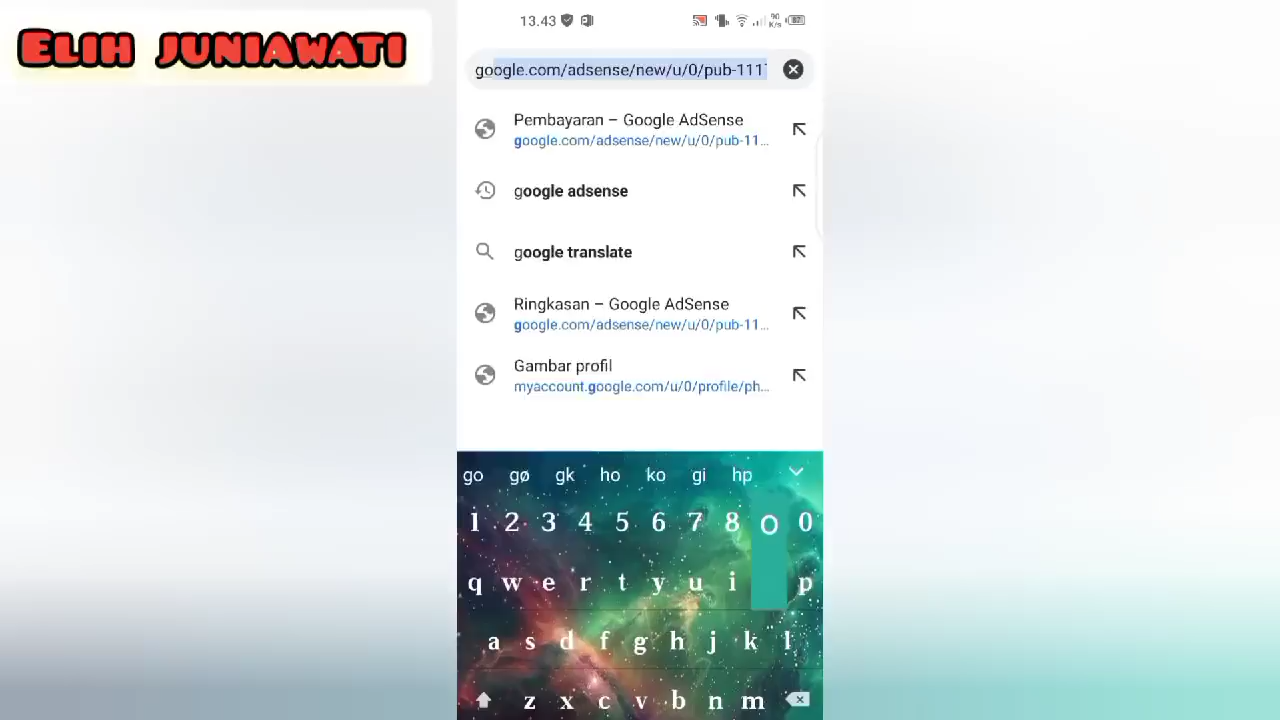 ELIH JUNIAWATI
13.43
90
K/s
87
google.com/adsense/new/u/0/pub-111
Pembayaran – Google AdSense
google.com/adsense/new/u/0/pub-11...
google adsense
google translate
Ringkasan – Google AdSense
google.com/adsense/new/u/0/pub-11...
Gambar profil
myaccount.google.com/u/0/profile/ph...
go gø gk ho ko gi hp
1 2 3 4 5 6 7 8 o 0
q w e r t y u i p
a s d f g h j k l
z x c v b n m